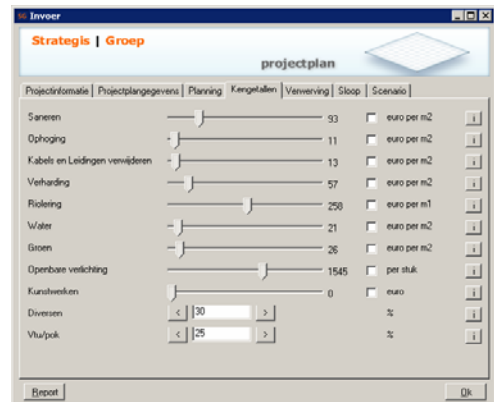 SG Invoer
Strategis | Groep
projectplan
Projectinformatie Projectplangegevens Planning Kengetallen Verwerving Sloop Scenario
Saneren 93 euro per m2 i
Ophoging 11 euro per m2 i
Kabels en Leidingen verwijderen 13 euro per m2 i
Verharding 57 euro per m2 i
Riolering 258 euro per m1 i
Water 21 euro per m2 i
Groen 26 euro per m2 i
Openbare verlichting 1545 per stuk i
Kunstwerken 0 euro i
Diversen < 30 > % i
Vtu/pok < 25 > % i
Report Ok